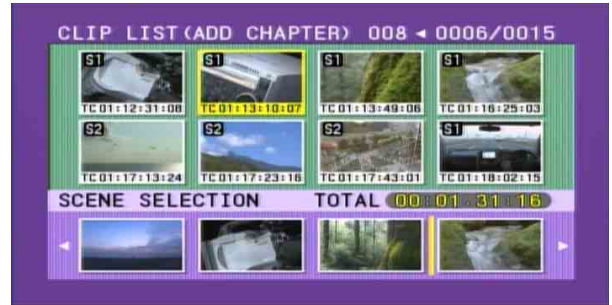 CLIP LIST(ADD CHAPTER) 008 ◄ 0006/0015
S1 S1 S1 S1
TC 01:12:31:08 TC 01:13:10:07 TC 01:13:49:06 TC 01:16:25:03
S2 S2 S2 S1
TC 01:17:13:24 TC 01:17:23:16 TC 01:17:43:01 TC 01:18:02:15
SCENE SELECTION TOTAL 00:01:31:16